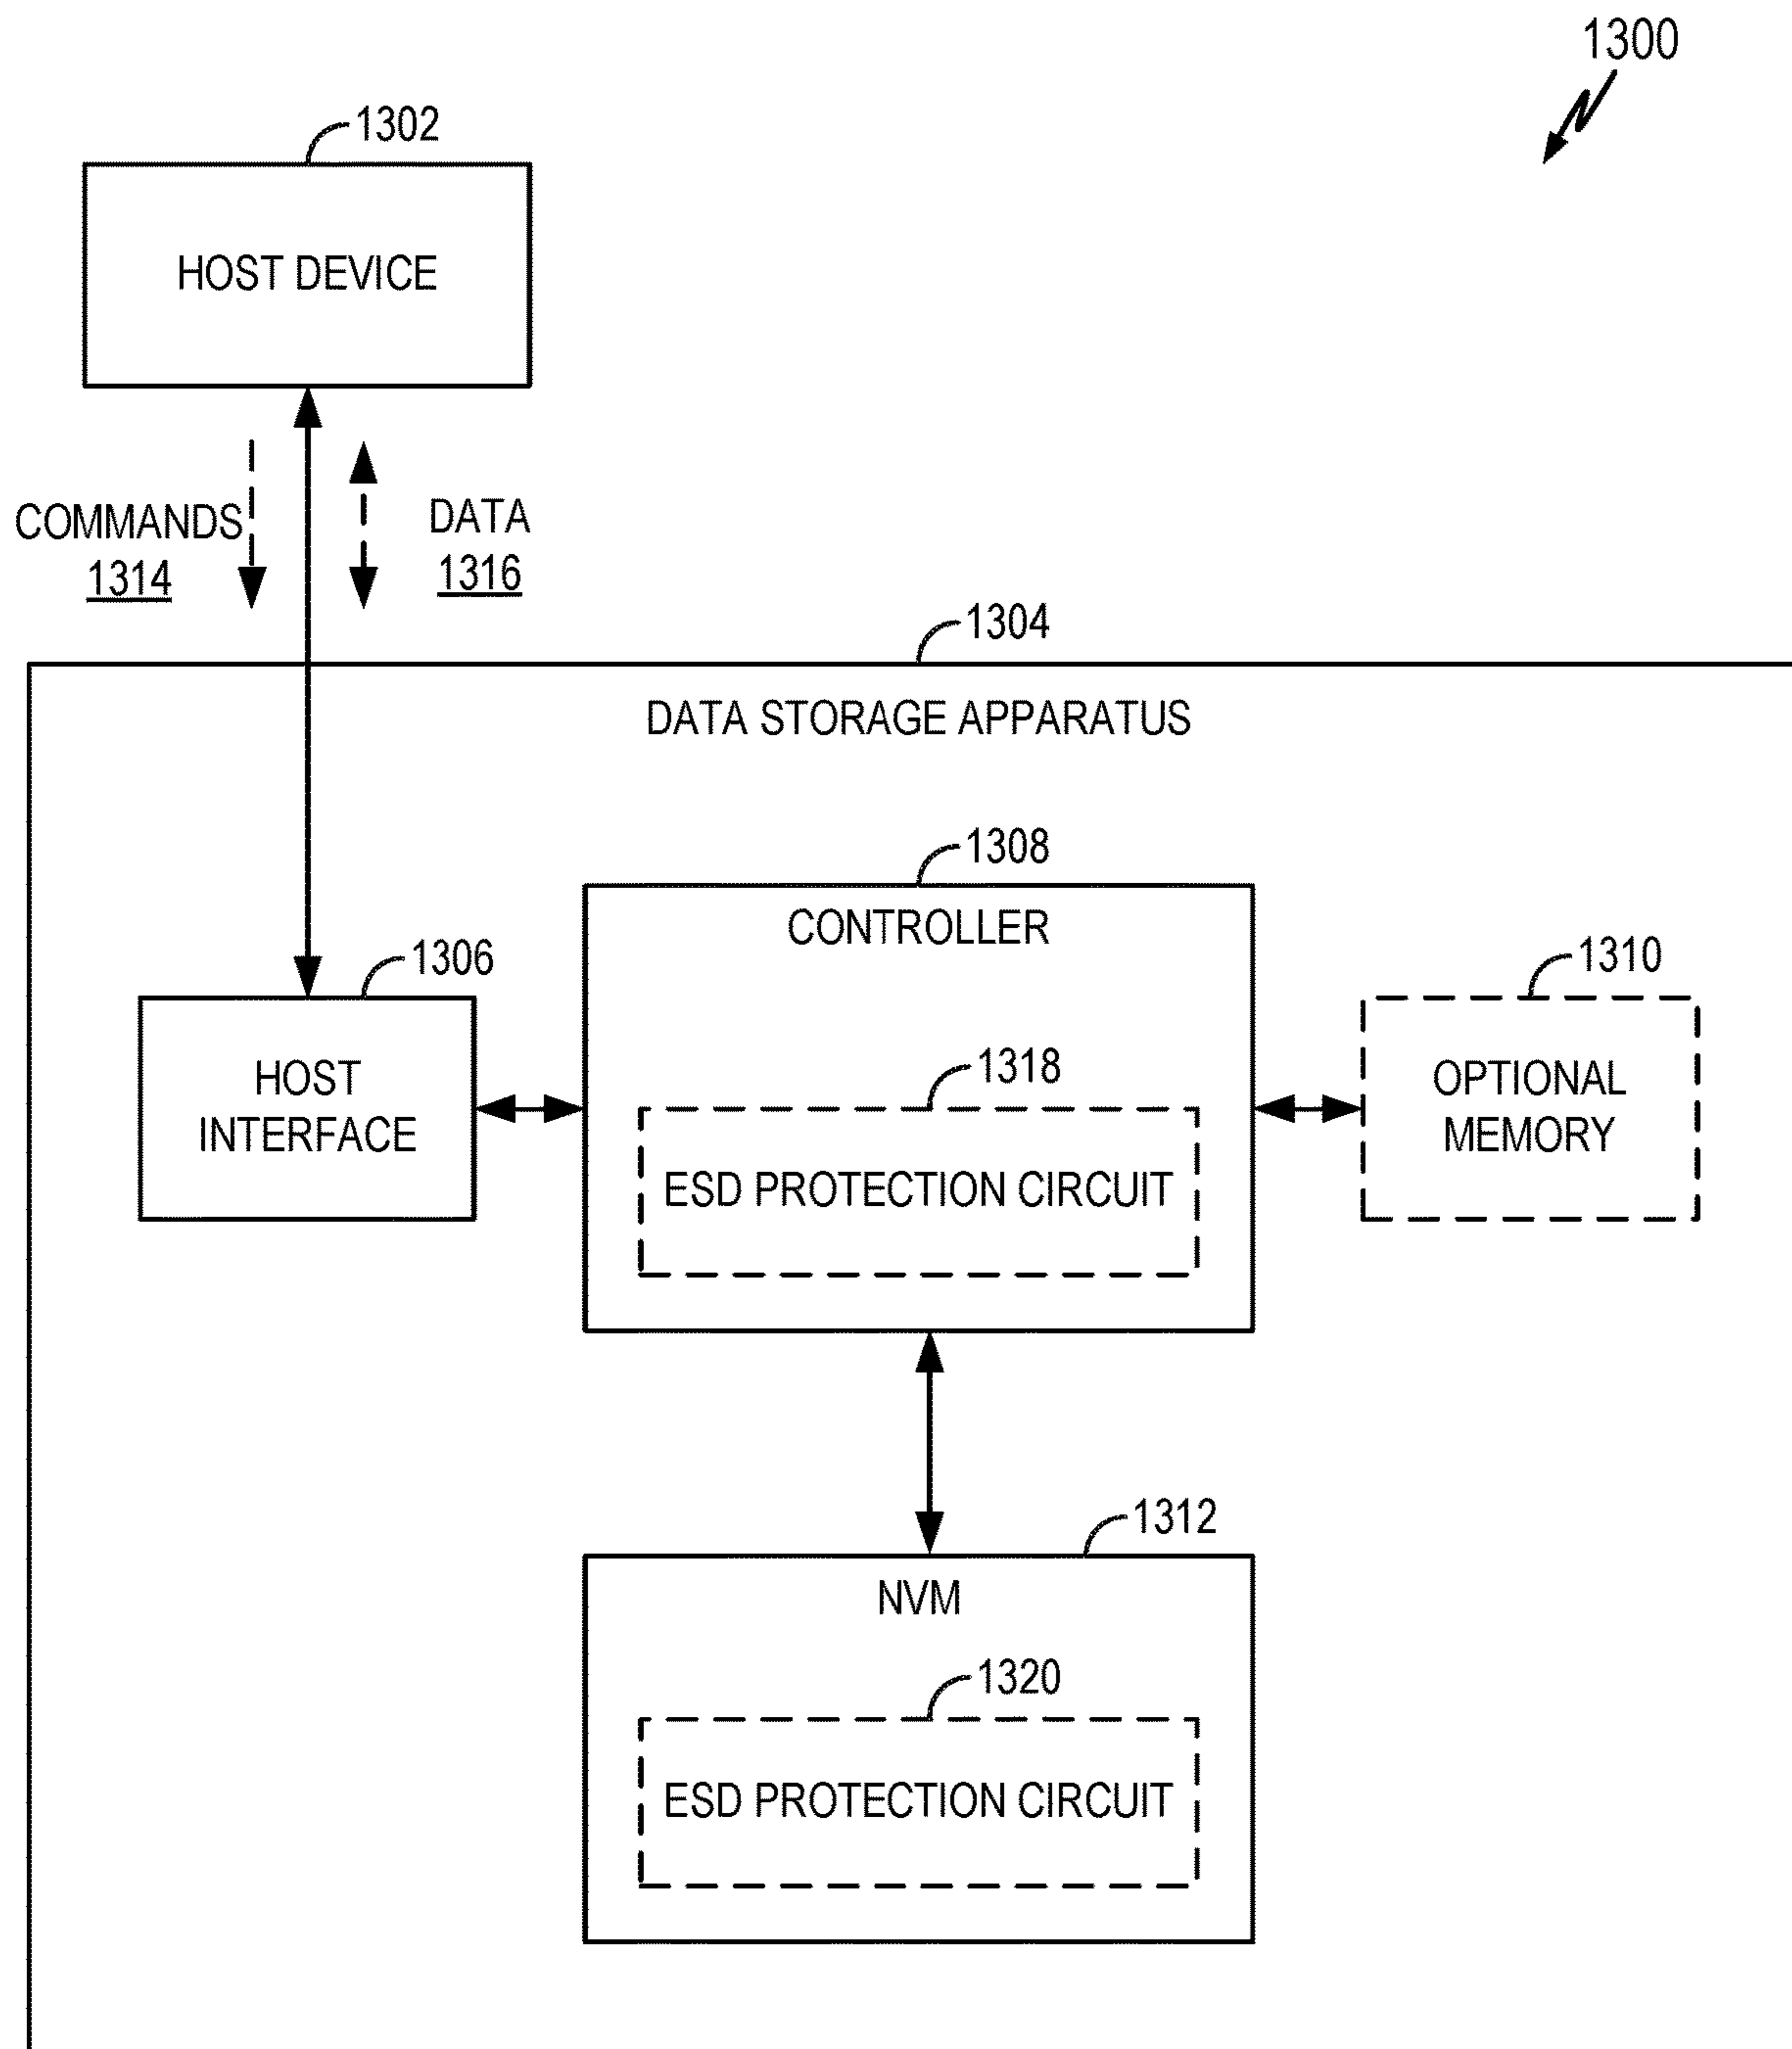 1300
1302
HOST DEVICE
COMMANDS
1314
DATA
1316
1304
DATA STORAGE APPARATUS
1308
CONTROLLER
1306
HOST
INTERFACE
1318
ESD PROTECTION CIRCUIT
1310
OPTIONAL
MEMORY
1312
NVM
1320
ESD PROTECTION CIRCUIT